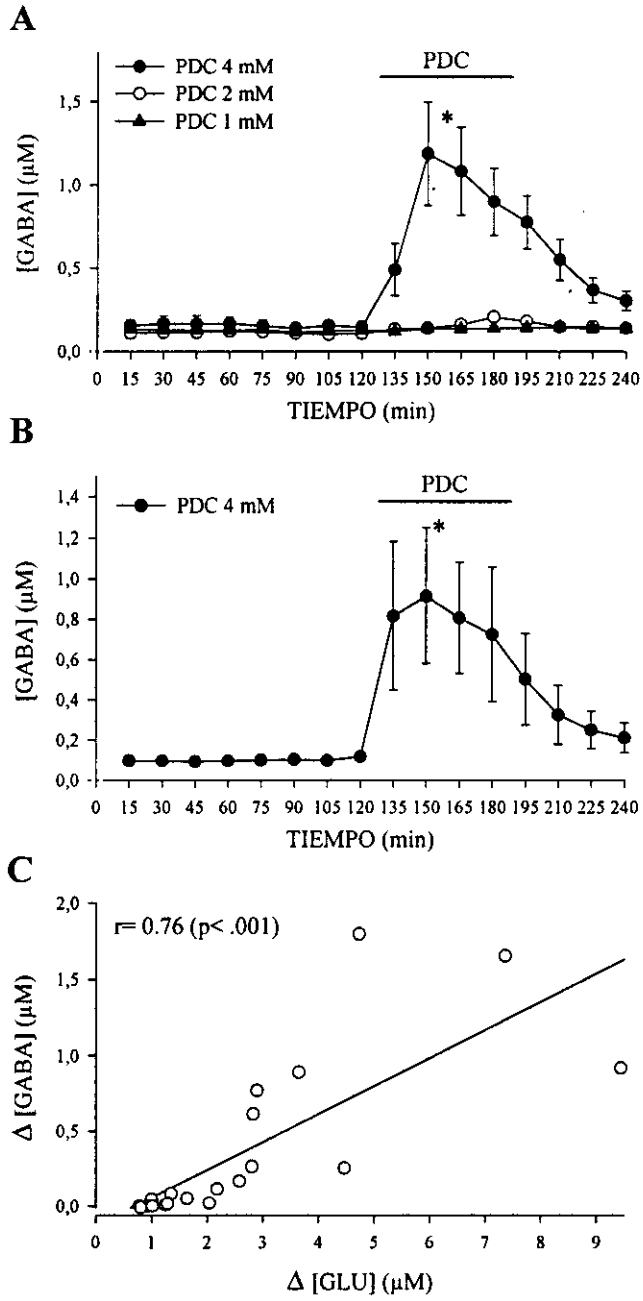 A
PDC 4 mM
PDC 2 mM
PDC 1 mM
PDC
*
[GABA] (µM)
1,5
1,0
0,5
0,0
0 15 30 45 60 75 90 105 120 135 150 165 180 195 210 225 240
TIEMPO (min)
B
PDC 4 mM
PDC
*
[GABA] (µM)
1,4
1,2
1,0
0,8
0,6
0,4
0,2
0,0
0 15 30 45 60 75 90 105 120 135 150 165 180 195 210 225 240
TIEMPO (min)
C
r= 0.76 (p< .001)
Δ [GABA] (µM)
2,0
1,5
1,0
0,5
0,0
0 1 2 3 4 5 6 7 8 9
Δ [GLU] (µM)